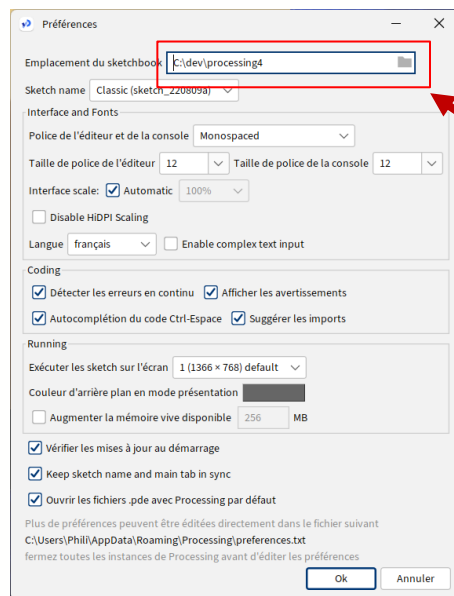 Préférences
Emplacement du sketchbook C:\dev\processing4
Sketch name Classic (sketch_220809a)
Interface and Fonts
Police de l'éditeur et de la console Monospaced
Taille de police de l'éditeur 12 Taille de police de la console 12
Interface scale: Automatic 100%
Disable HiDPI Scaling
Langue français Enable complex text input
Coding
Détecter les erreurs en continu Afficher les avertissements
Autocomplétion du code Ctrl-Espace Suggérer les imports
Running
Exécuter les sketch sur l'écran 1 (1366 × 768) default
Couleur d'arrière plan en mode présentation
Augmenter la mémoire vive disponible 256 MB
Vérifier les mises à jour au démarrage
Keep sketch name and main tab in sync
Ouvrir les fichiers .pde avec Processing par défaut
Plus de préférences peuvent être éditées directement dans le fichier suivant
C:\Users\Phili\AppData\Roaming\Processing\preferences.txt
fermez toutes les instances de Processing avant d'éditer les préférences
Ok Annuler